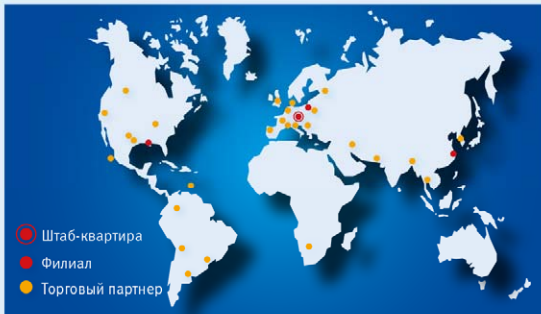 Штаб-квартира
Филиал
Торговый партнер